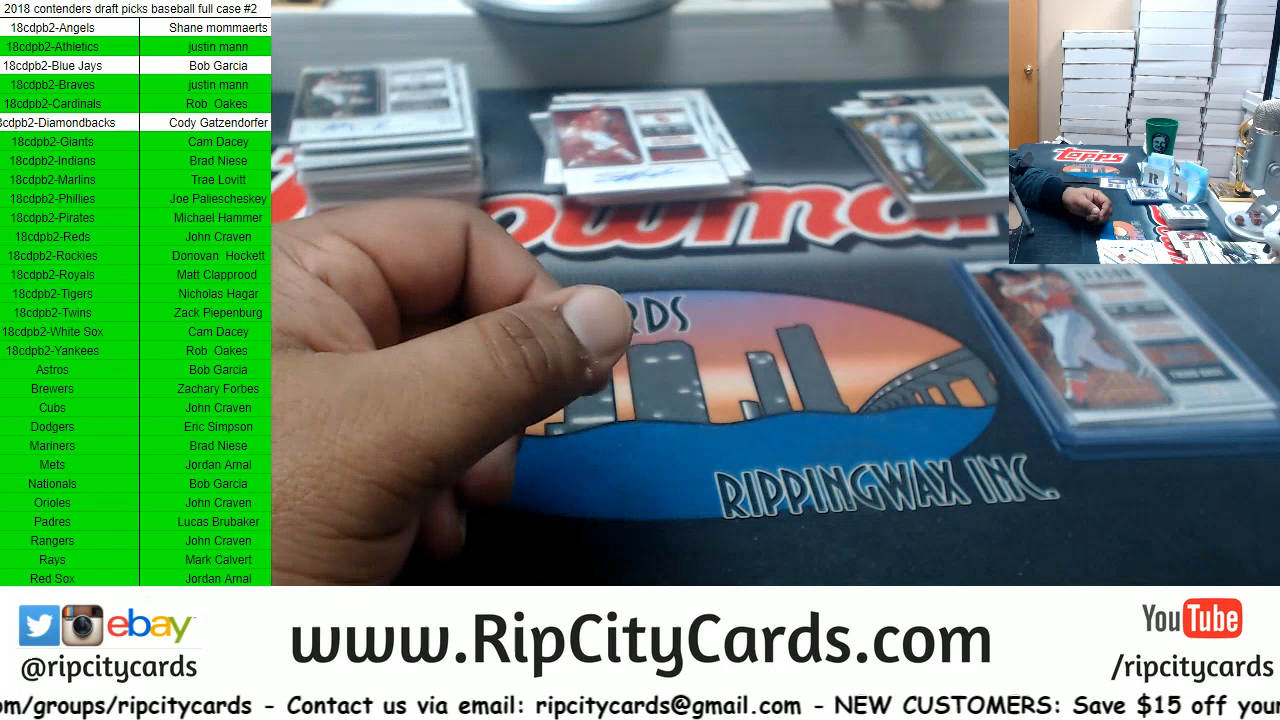 2018 contenders draft picks baseball full case #2
18cdpb2-Angels Shane mommaerts
18cdpb2-Athletics justin mann
18cdpb2-Blue Jays Bob Garcia
18cdpb2-Braves justin mann
18cdpb2-Cardinals Rob Oakes
8cdpb2-Diamondbacks Cody Gatzendorfer
18cdpb2-Giants Cam Dacey
18cdpb2-Indians Brad Niese
18cdpb2-Marlins Trae Lovitt
18cdpb2-Phillies Joe Paliescheskey
18cdpb2-Pirates Michael Hammer
18cdpb2-Reds John Craven
18cdpb2-Rockies Donovan Hockett
18cdpb2-Royals Matt Clapprood
18cdpb2-Tigers Nicholas Hagar
18cdpb2-Twins Zack Piepenburg
18cdpb2-White Sox Cam Dacey
18cdpb2-Yankees Rob Oakes
Astros Bob Garcia
Brewers Zachary Forbes
Cubs John Craven
Dodgers Eric Simpson
Mariners Brad Niese
Mets Jordan Arnal
Nationals Bob Garcia
Orioles John Craven
Padres Lucas Brubaker
Rangers John Craven
Rays Mark Calvert
Red Sox Jordan Arnal
Topps
R L
owma
RDS
RIPPINGWAX INC.
ebay
@ripcitycards
www.RipCityCards.com
YouTube
/ripcitycards
om/groups/ripcitycards - Contact us via email: ripcitycards@gmail.com - NEW CUSTOMERS: Save $15 off your